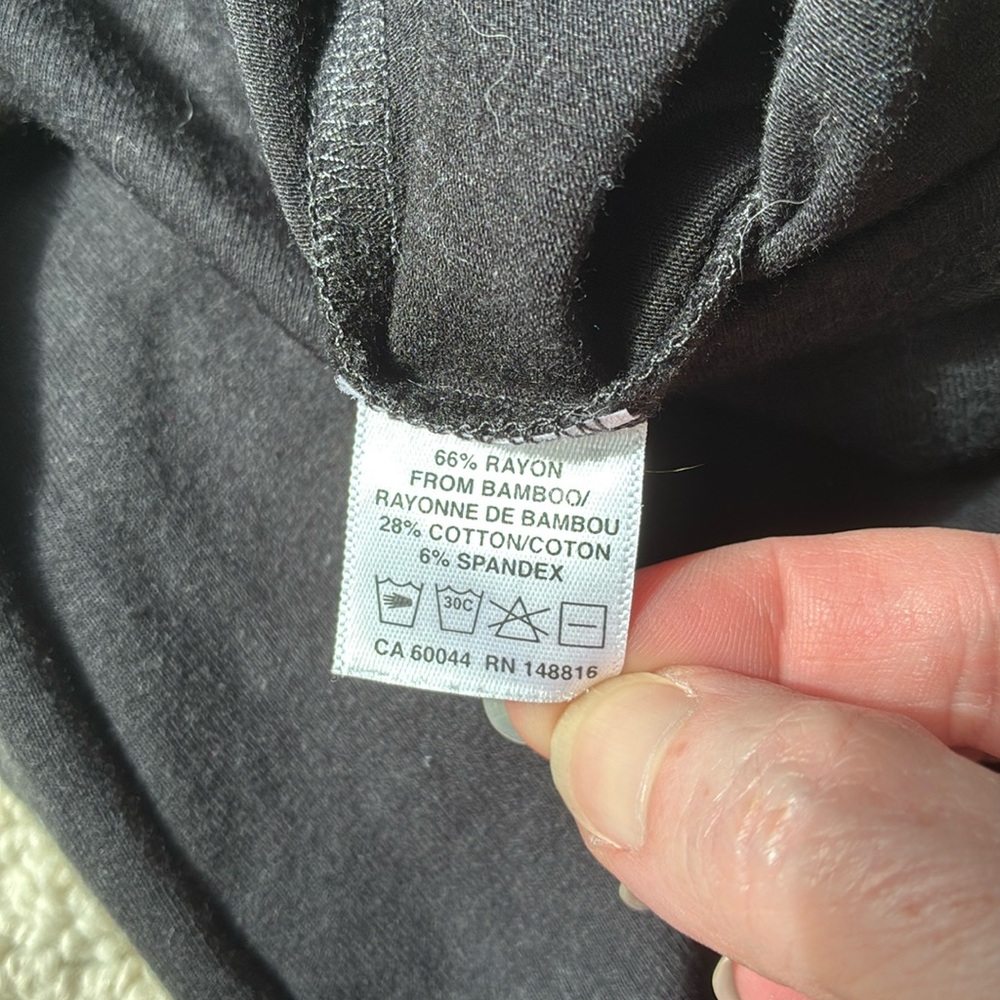 66% RAYON
FROM BAMBOO/
RAYONNE DE BAMBOU
28% COTTON/COTON
6% SPANDEX
30C
CA 60044 RN 148816